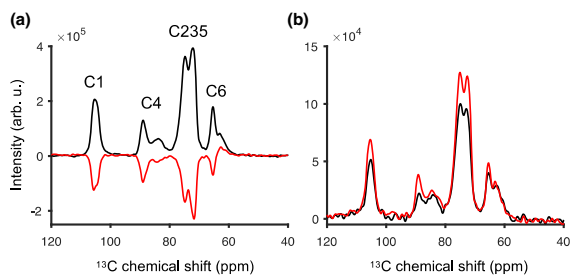 (a)
×10⁵
C235
C1
C4
C6
4
2
0
-2
Intensity (arb. u.)
120 100 80 60 40
¹³C chemical shift (ppm)
(b)
×10⁴
15
10
5
0
120 100 80 60 40
¹³C chemical shift (ppm)